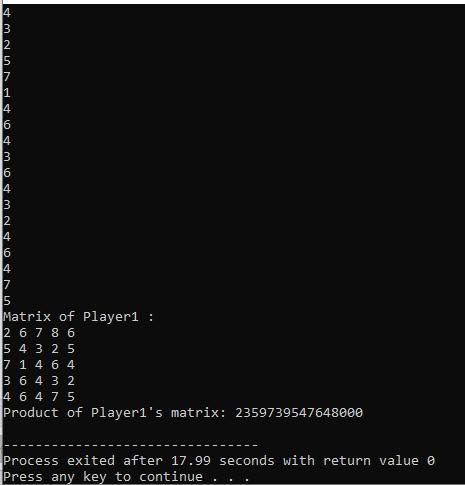 4
3
2
5
7
1
4
6
4
3
6
4
3
2
4
6
4
7
5
Matrix of Player1 :
2 6 7 8 6
5 4 3 2 5
7 1 4 6 4
3 6 4 3 2
4 6 4 7 5
Product of Player1's matrix: 2359739547648000
--------------------------------
Process exited after 17.99 seconds with return value 0
Press any key to continue . . .